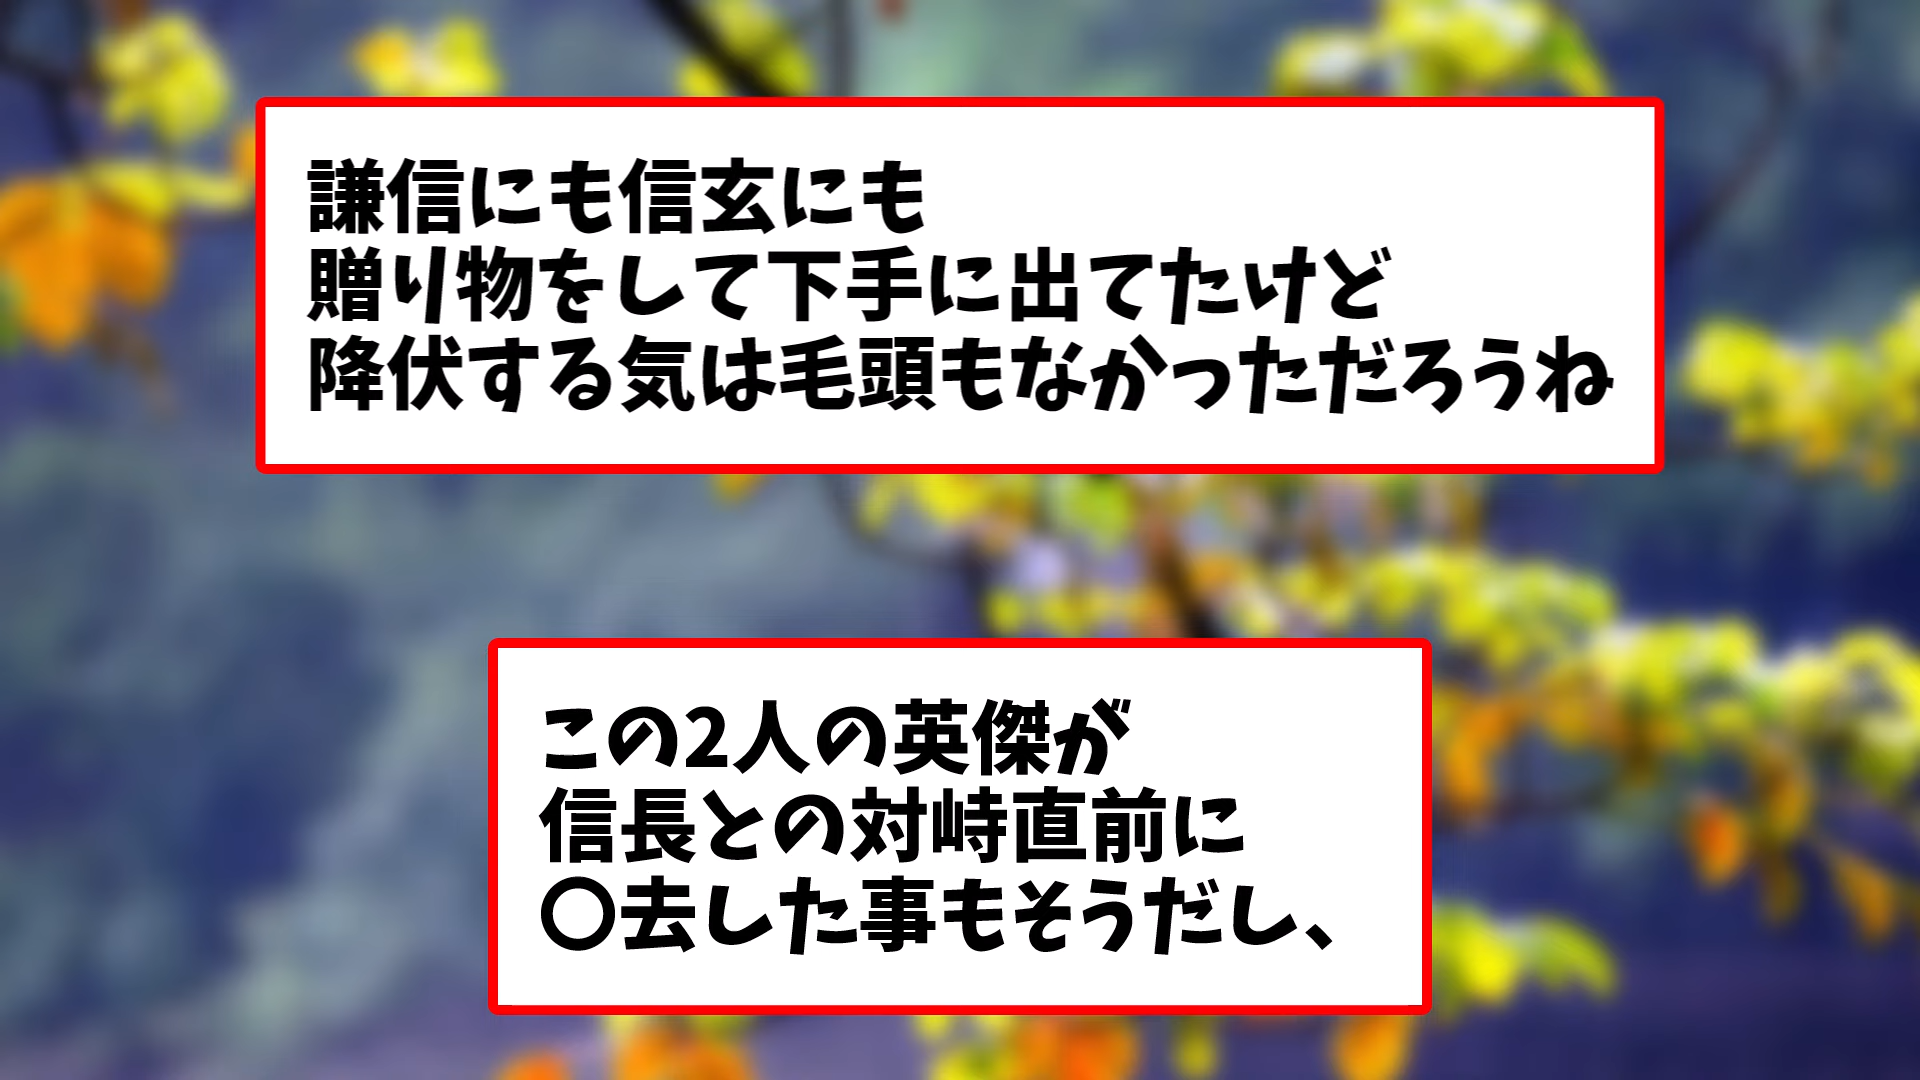 謙信にも信玄にも
贈り物をして下手に出てたけど
降伏する気は毛頭もなかっただろうね
この2人の英傑が
信長との対峙直前に
〇去した事もそうだし、